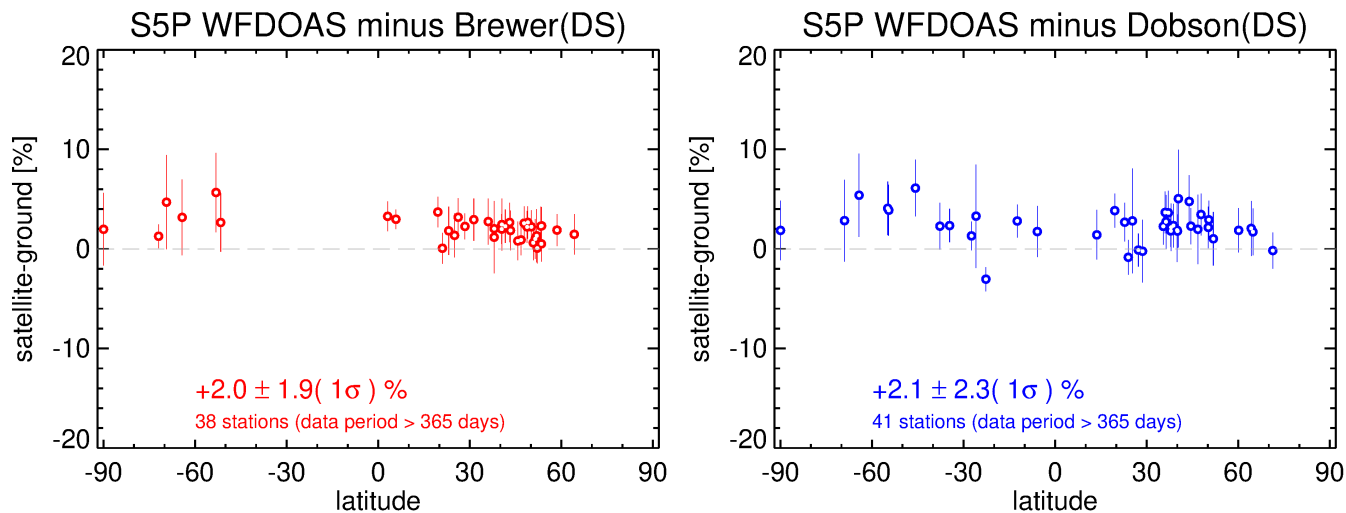 S5P WFDOAS minus Brewer(DS)
20
10
0
-10
-20
satellite-ground [%]
+2.0 ± 1.9( 1σ ) %
38 stations (data period > 365 days)
-90 -60 -30 0 30 60 90
latitude
S5P WFDOAS minus Dobson(DS)
20
10
0
-10
-20
satellite-ground [%]
+2.1 ± 2.3( 1σ ) %
41 stations (data period > 365 days)
-90 -60 -30 0 30 60 90
latitude